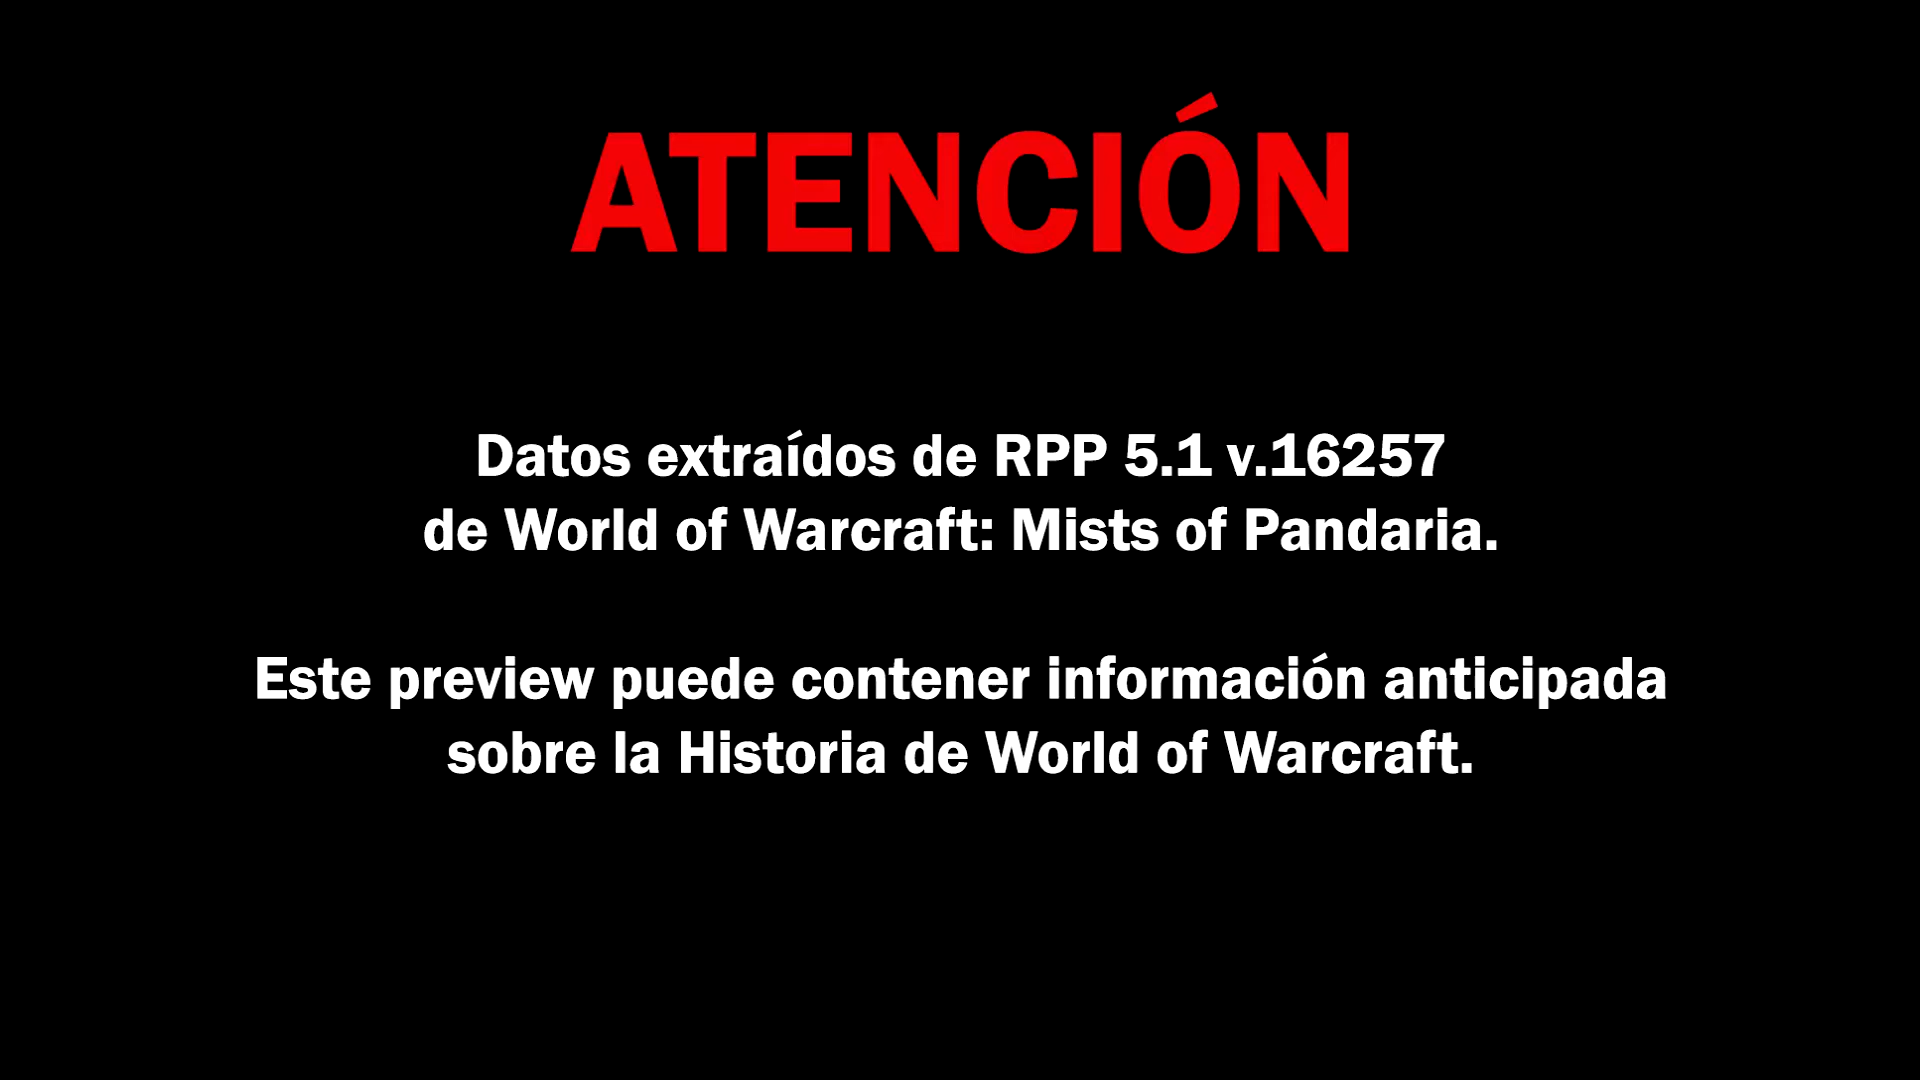 ATENCIÓN
Datos extraídos de RPP 5.1 v.16257
de World of Warcraft: Mists of Pandaria.
Este preview puede contener información anticipada
sobre la Historia de World of Warcraft.